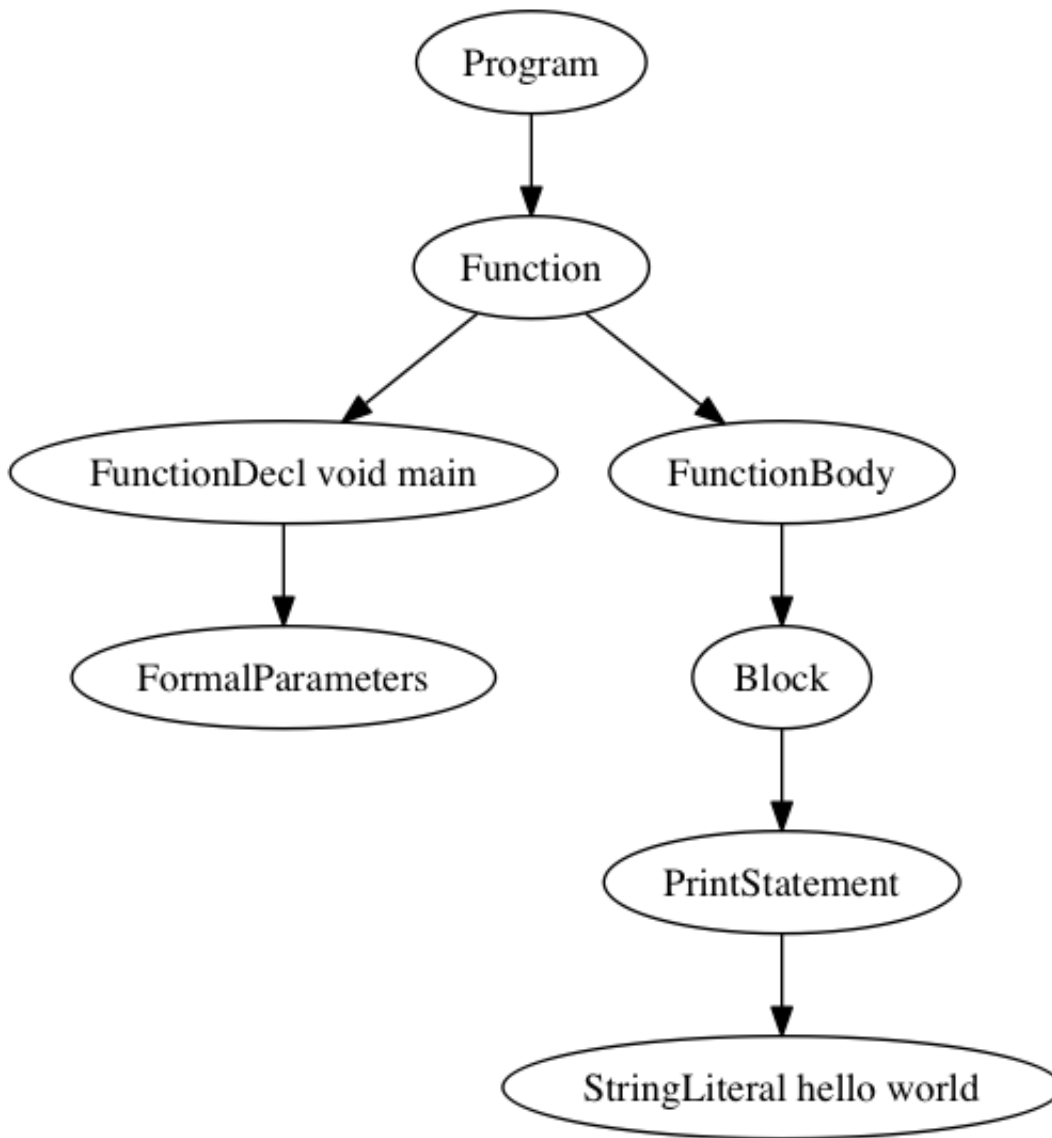 Program
Function
FunctionDecl void main
FunctionBody
FormalParameters
Block
PrintStatement
StringLiteral hello world